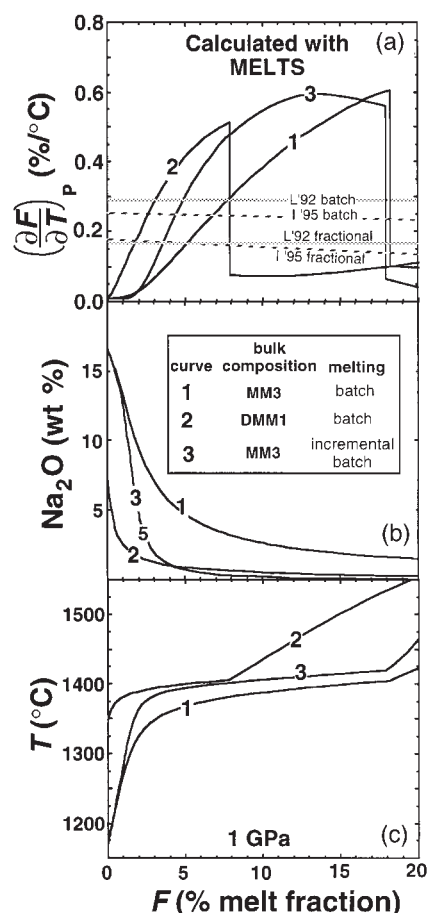 Calculated with
MELTS
(a)
(∂F/∂T)P (%/°C)
0.8
0.6
0.4
0.2
0.0
2
3
1
L'92 batch
L'95 batch
L'92 fractional
L'95 fractional
Na2O (wt %)
15
10
5
curve bulk composition melting
1 MM3 batch
2 DMM1 batch
3 MM3 incremental batch
3
5
2
1
(b)
T (°C)
1500
1400
1300
1200
2
3
1
1 GPa
(c)
0 5 10 15 20
F (% melt fraction)